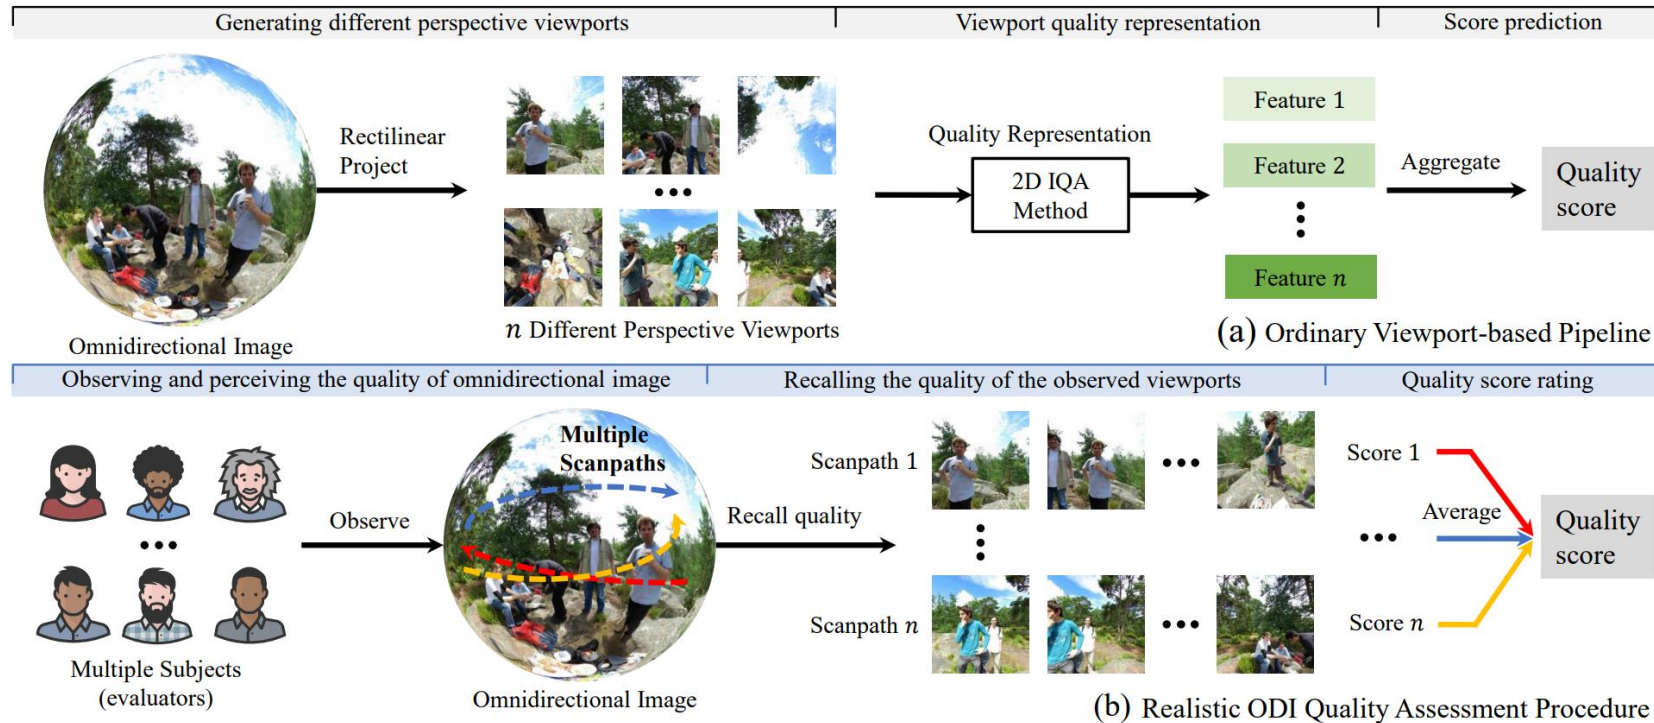 Generating different perspective viewports
Viewport quality representation
Score prediction
Rectilinear
Project
Quality Representation
2D IQA
Method
Feature 1
Feature 2
Feature n
Aggregate
Quality
score
Omnidirectional Image
n Different Perspective Viewports
(a) Ordinary Viewport-based Pipeline
Observing and perceiving the quality of omnidirectional image
Recalling the quality of the observed viewports
Quality score rating
Multiple
Scanpaths
Observe
Recall quality
Scanpath 1
Scanpath n
Score 1
Average
Score n
Quality
score
Multiple Subjects
(evaluators)
Omnidirectional Image
(b) Realistic ODI Quality Assessment Procedure